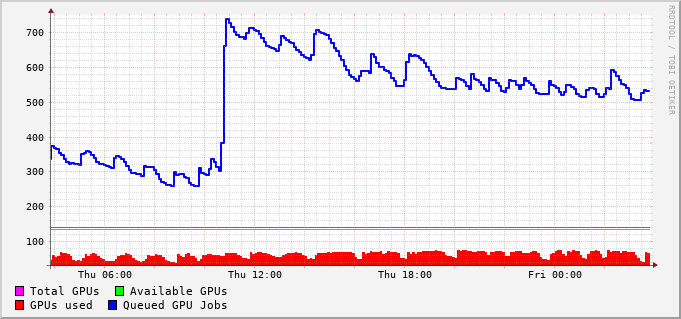 700
600
500
400
300
200
100
Thu 06:00 Thu 12:00 Thu 18:00 Fri 00:00
Total GPUs Available GPUs
GPUs used Queued GPU Jobs
RRDTOOL / TOBI OETIKER